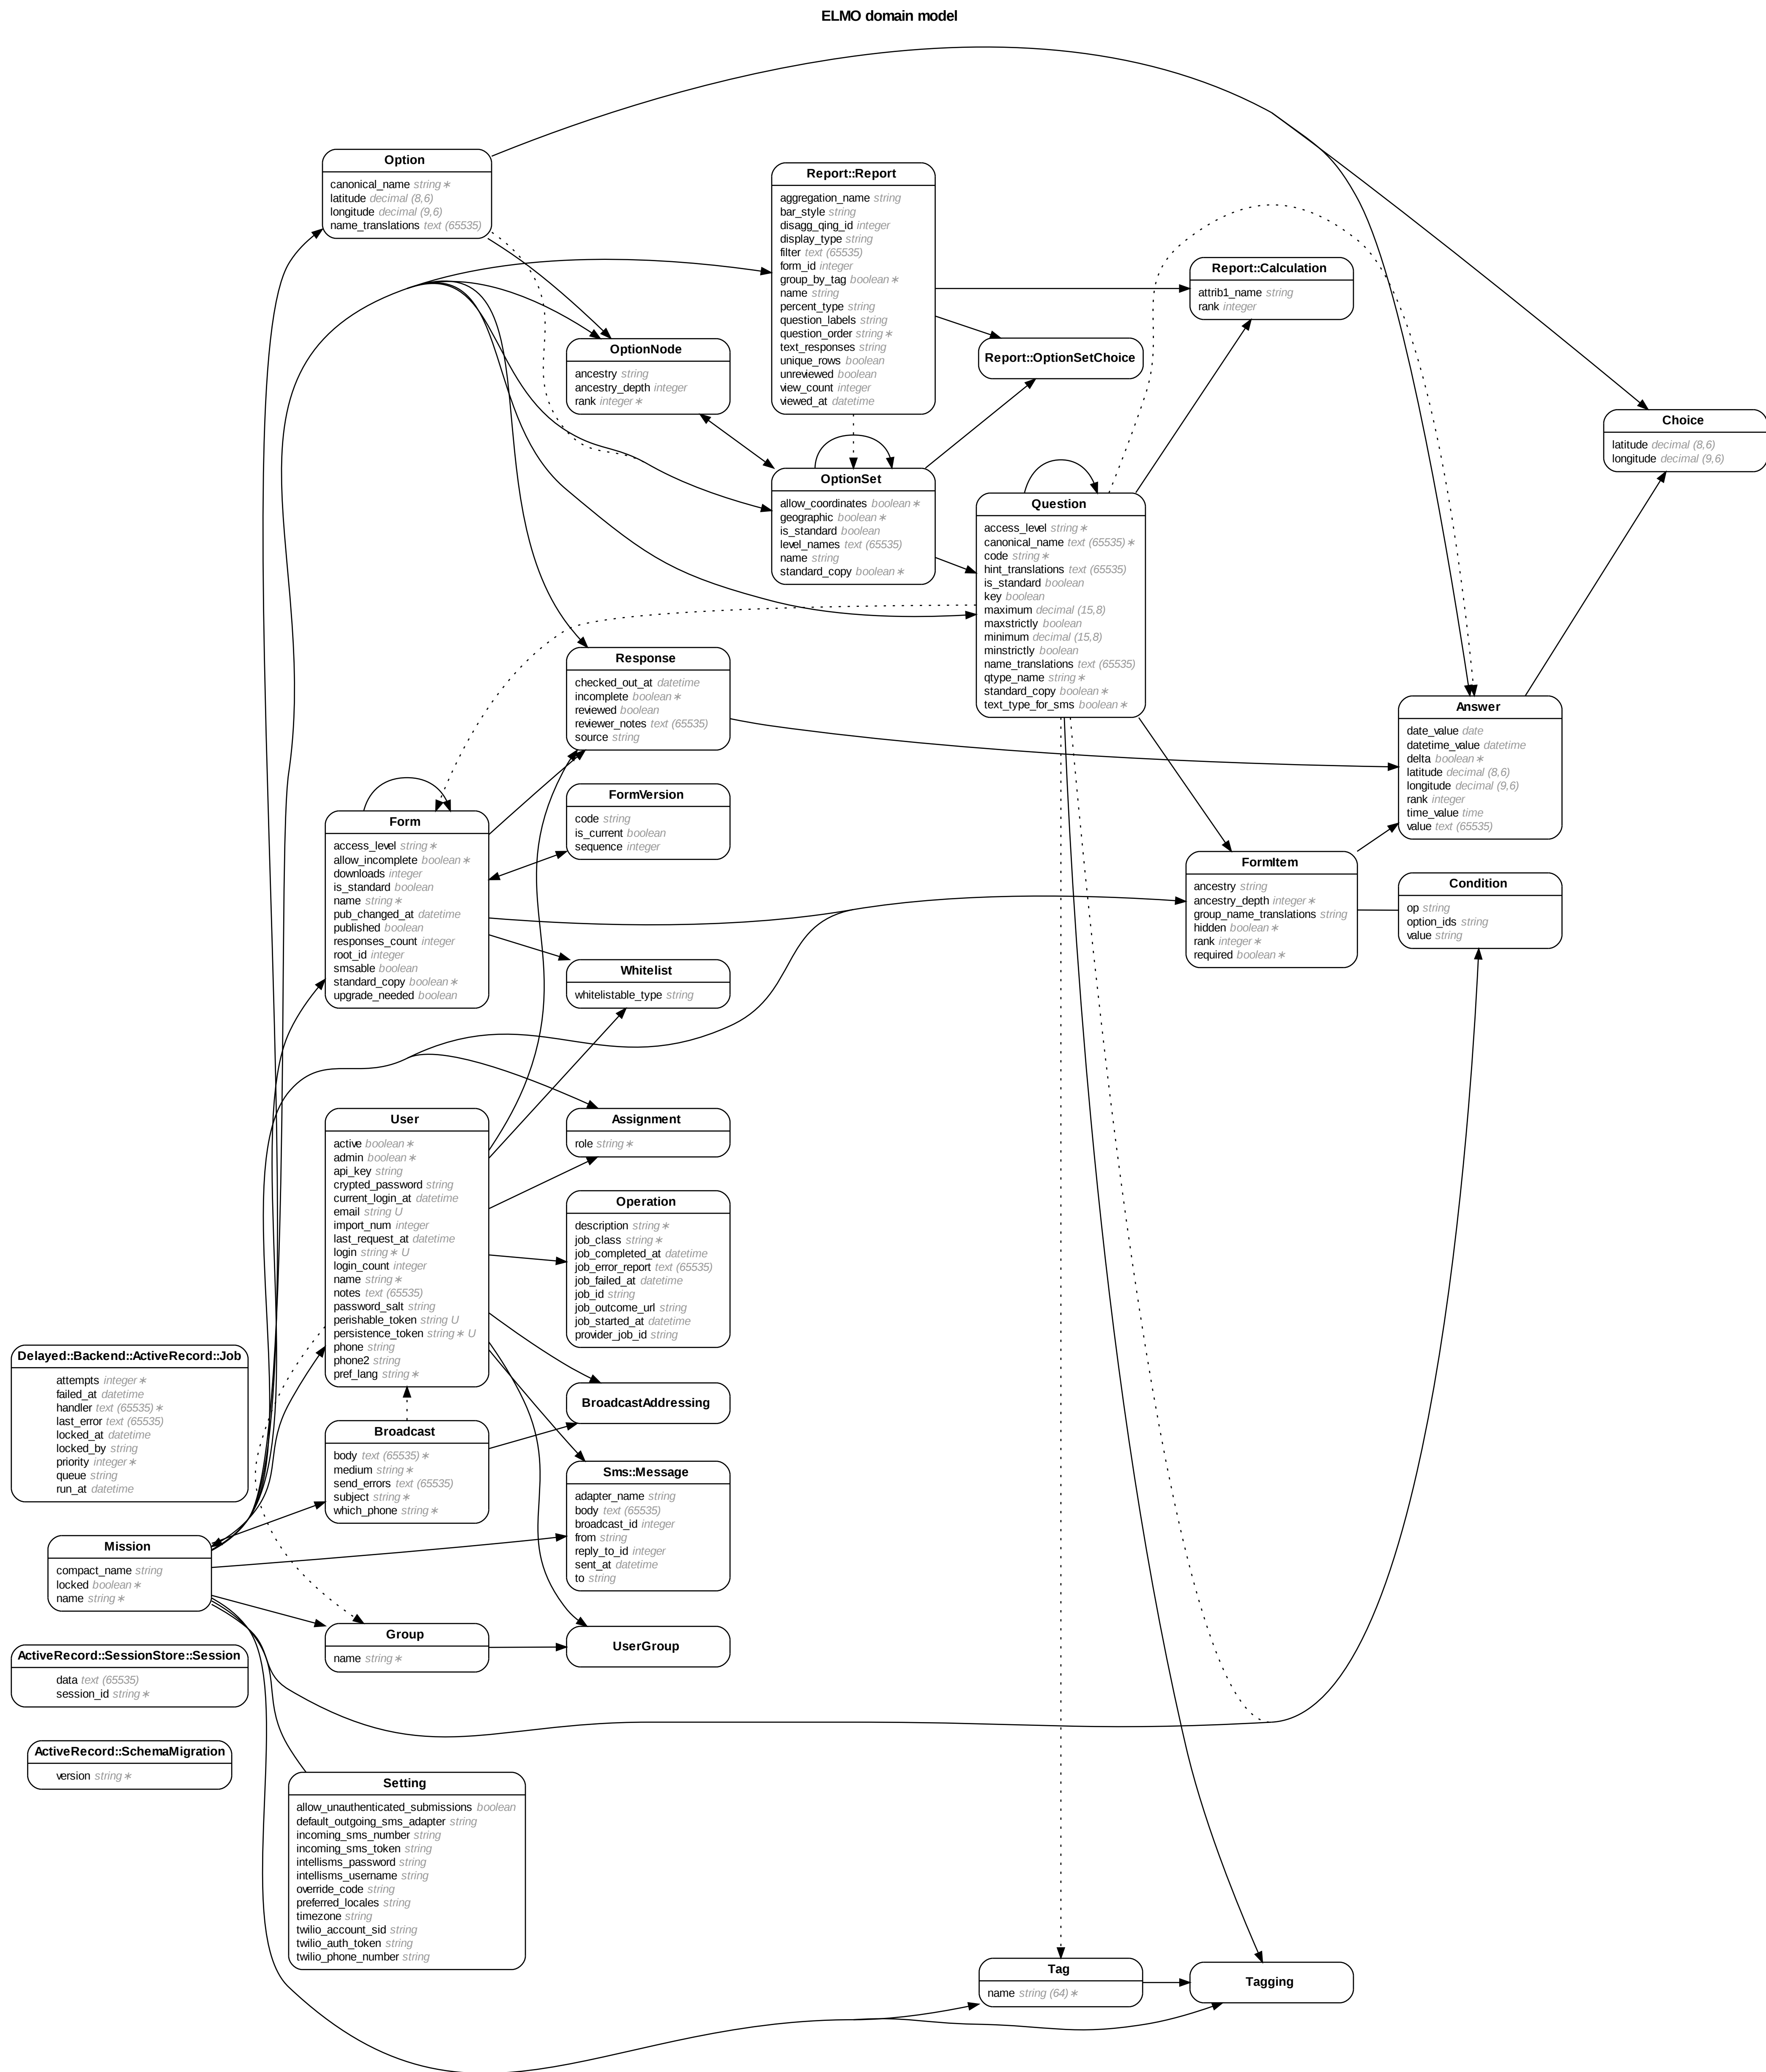 ELMO domain model
Option
canonical_name string∗
latitude decimal (8,6)
longitude decimal (9,6)
name_translations text (65535)
Report::Report
aggregation_name string
bar_style string
disagg_qing_id integer
display_type string
filter text (65535)
form_id integer
group_by_tag boolean∗
name string
percent_type string
question_labels string
question_order string∗
text_responses string
unique_rows boolean
unreviewed boolean
view_count integer
viewed_at datetime
Report::Calculation
attrib1_name string
rank integer
OptionNode
ancestry string
ancestry_depth integer
rank integer∗
Report::OptionSetChoice
Choice
latitude decimal (8,6)
longitude decimal (9,6)
OptionSet
allow_coordinates boolean∗
geographic boolean∗
is_standard boolean
level_names text (65535)
name string
standard_copy boolean∗
Question
access_level string∗
canonical_name text (65535)∗
code string∗
hint_translations text (65535)
is_standard boolean
key boolean
maximum decimal (15,8)
maxstrictly boolean
minimum decimal (15,8)
minstrictly boolean
name_translations text (65535)
qtype_name string∗
standard_copy boolean∗
text_type_for_sms boolean∗
Response
checked_out_at datetime
incomplete boolean∗
reviewed boolean
reviewer_notes text (65535)
source string
Answer
date_value date
datetime_value datetime
delta boolean∗
latitude decimal (8,6)
longitude decimal (9,6)
rank integer
time_value time
value text (65535)
FormVersion
code string
is_current boolean
sequence integer
Form
access_level string∗
allow_incomplete boolean∗
downloads integer
is_standard boolean
name string∗
pub_changed_at datetime
published boolean
responses_count integer
root_id integer
smsable boolean
standard_copy boolean∗
upgrade_needed boolean
FormItem
ancestry string
ancestry_depth integer∗
group_name_translations string
hidden boolean∗
rank integer∗
required boolean∗
Condition
op string
option_ids string
value string
Whitelist
whitelistable_type string
User
active boolean∗
admin boolean∗
api_key string
crypted_password string
current_login_at datetime
email string U
import_num integer
last_request_at datetime
login string∗ U
login_count integer
name string∗
notes text (65535)
password_salt string
perishable_token string U
persistence_token string∗ U
phone string
phone2 string
pref_lang string∗
Assignment
role string∗
Operation
description string∗
job_class string∗
job_completed_at datetime
job_error_report text (65535)
job_failed_at datetime
job_id string
job_outcome_url string
job_started_at datetime
provider_job_id string
Delayed::Backend::ActiveRecord::Job
attempts integer∗
failed_at datetime
handler text (65535)∗
last_error text (65535)
locked_at datetime
locked_by string
priority integer∗
queue string
run_at datetime
BroadcastAddressing
Broadcast
body text (65535)∗
medium string∗
send_errors text (65535)
subject string∗
which_phone string∗
Sms::Message
adapter_name string
body text (65535)
broadcast_id integer
from string
reply_to_id integer
sent_at datetime
to string
Mission
compact_name string
locked boolean∗
name string∗
Group
name string∗
UserGroup
ActiveRecord::SessionStore::Session
data text (65535)
session_id string∗
ActiveRecord::SchemaMigration
version string∗
Setting
allow_unauthenticated_submissions boolean
default_outgoing_sms_adapter string
incoming_sms_number string
incoming_sms_token string
intellisms_password string
intellisms_username string
override_code string
preferred_locales string
timezone string
twilio_account_sid string
twilio_auth_token string
twilio_phone_number string
Tag
name string (64)∗
Tagging